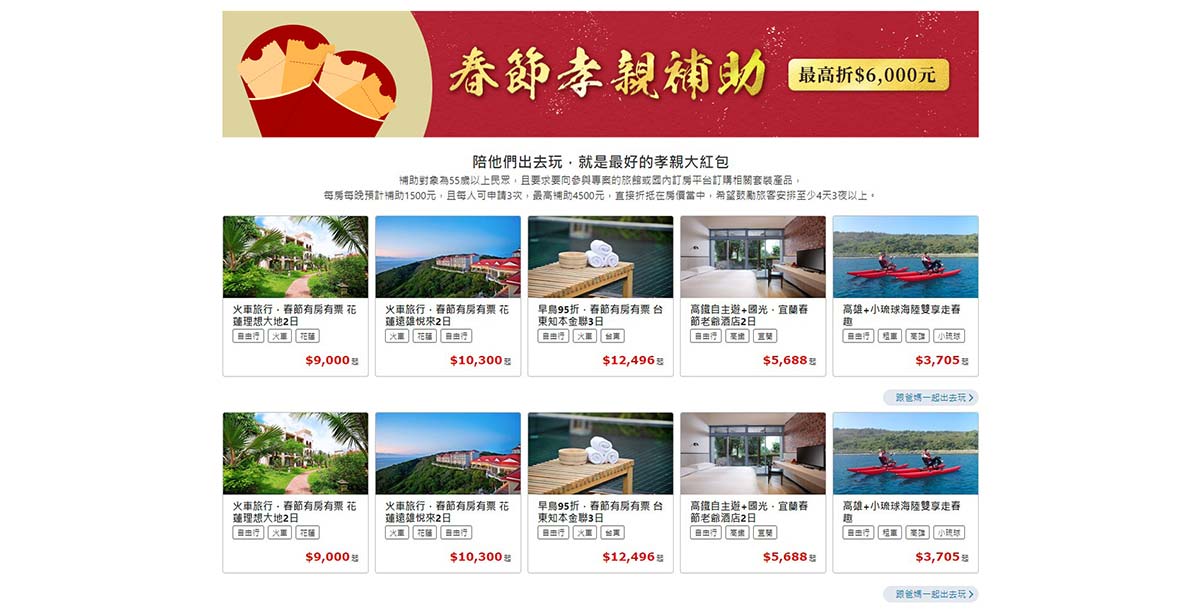 春節孝親補助
最高折$6,000元
陪他們出去玩．就是最好的孝親大紅包
補助對象為55歲以上民眾，且要求要向參與專案的旅館或國內訂房平台訂購相關套裝產品，
每房每晚預計補助1500元，且每人可申請3次，最高補助4500元，直接折抵在房價當中，希望鼓勵旅客安排至少4天3夜以上。
火車旅行．春節有房有票 花
蓮理想大地2日
自由行 火車 花蓮
$9,000起
火車旅行．春節有房有票 花
蓮遠雄悅來2日
火車 花蓮 自由行
$10,300起
早鳥95折．春節有房有票 台
東知本金聯3日
自由行 火車 台東
$12,496起
高鐵自主遊+國光．宜蘭春
節老爺酒店2日
自由行 高鐵 宜蘭
$5,688起
高雄+小琉球海陸雙享走春
趣
自由行 租車 高雄 小琉球
$3,705起
跟爸媽一起出去玩
火車旅行．春節有房有票 花
蓮理想大地2日
自由行 火車 花蓮
$9,000起
火車旅行．春節有房有票 花
蓮遠雄悅來2日
火車 花蓮 自由行
$10,300起
早鳥95折．春節有房有票 台
東知本金聯3日
自由行 火車 台東
$12,496起
高鐵自主遊+國光．宜蘭春
節老爺酒店2日
自由行 高鐵 宜蘭
$5,688起
高雄+小琉球海陸雙享走春
趣
自由行 租車 高雄 小琉球
$3,705起
跟爸媽一起出去玩